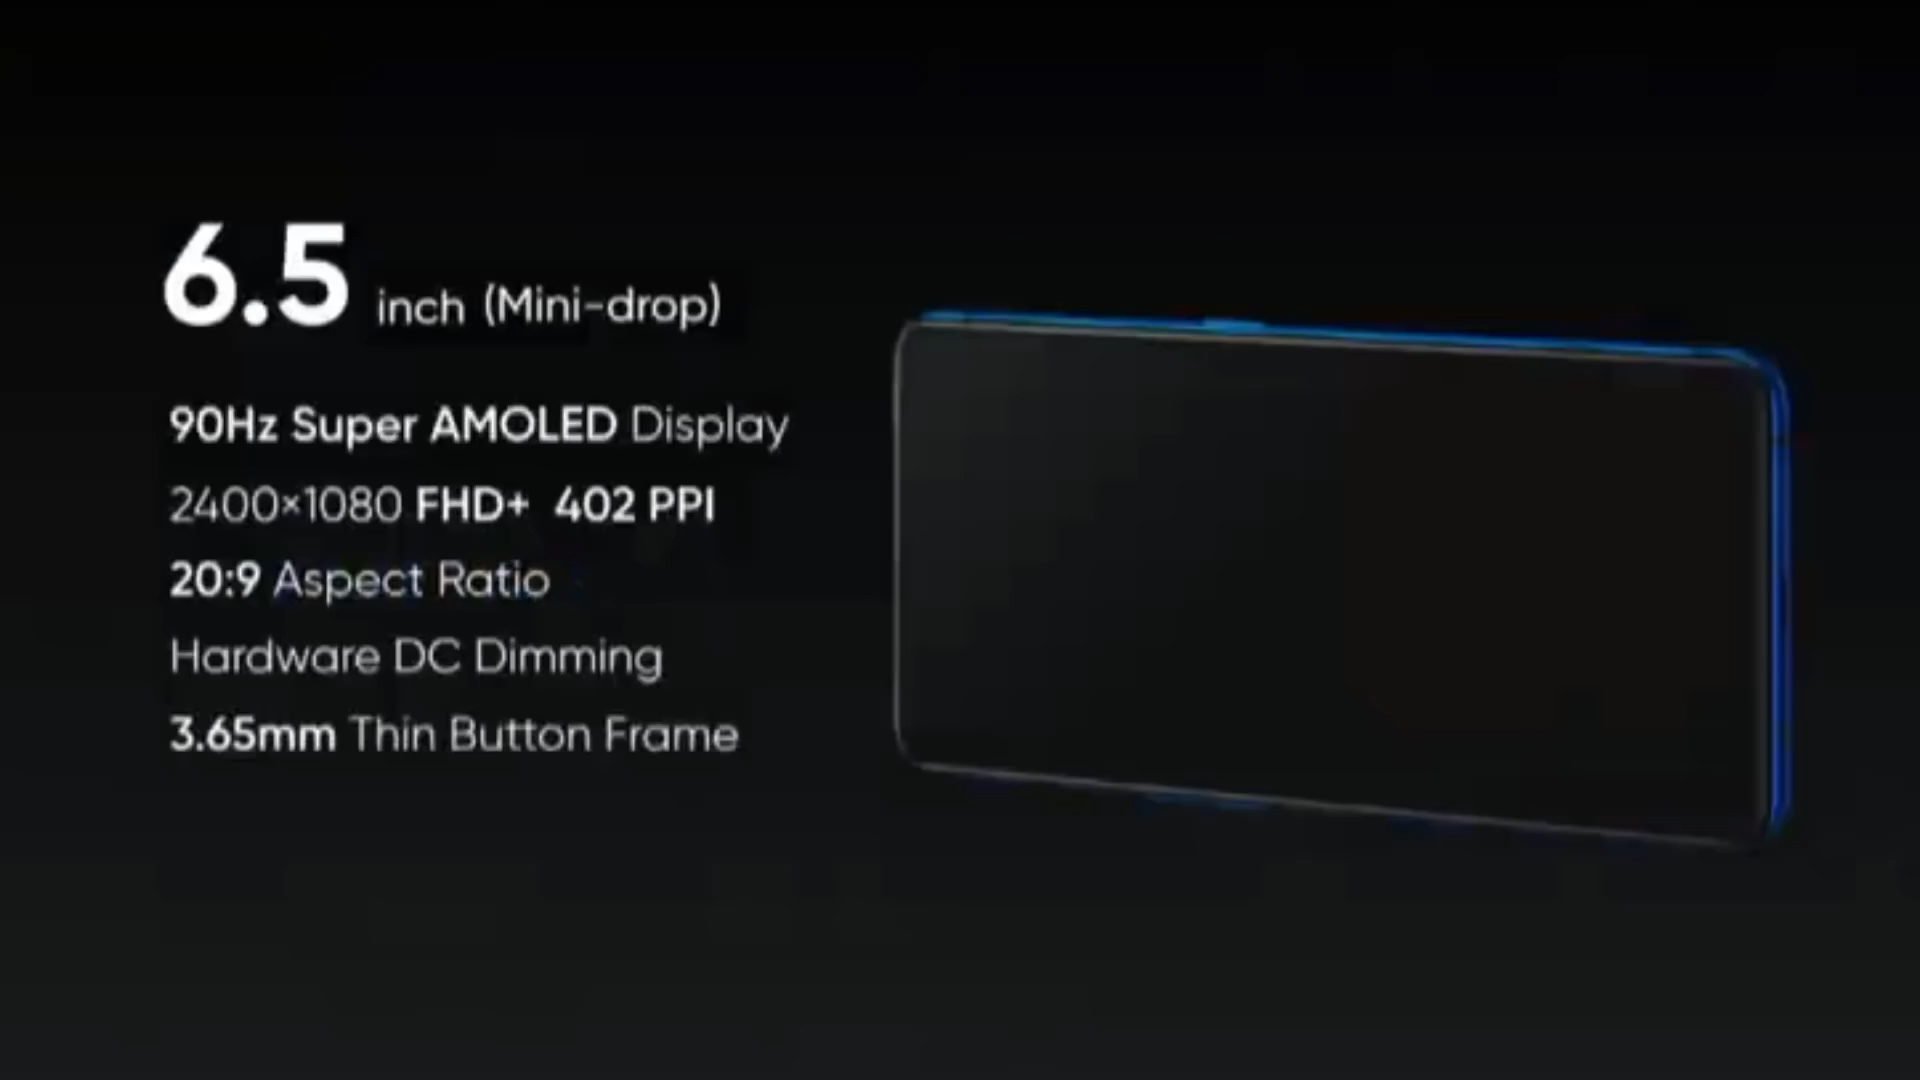 6.5 inch (Mini-drop)
90Hz Super AMOLED Display
2400×1080 FHD+ 402 PPI
20:9 Aspect Ratio
Hardware DC Dimming
3.65mm Thin Button Frame